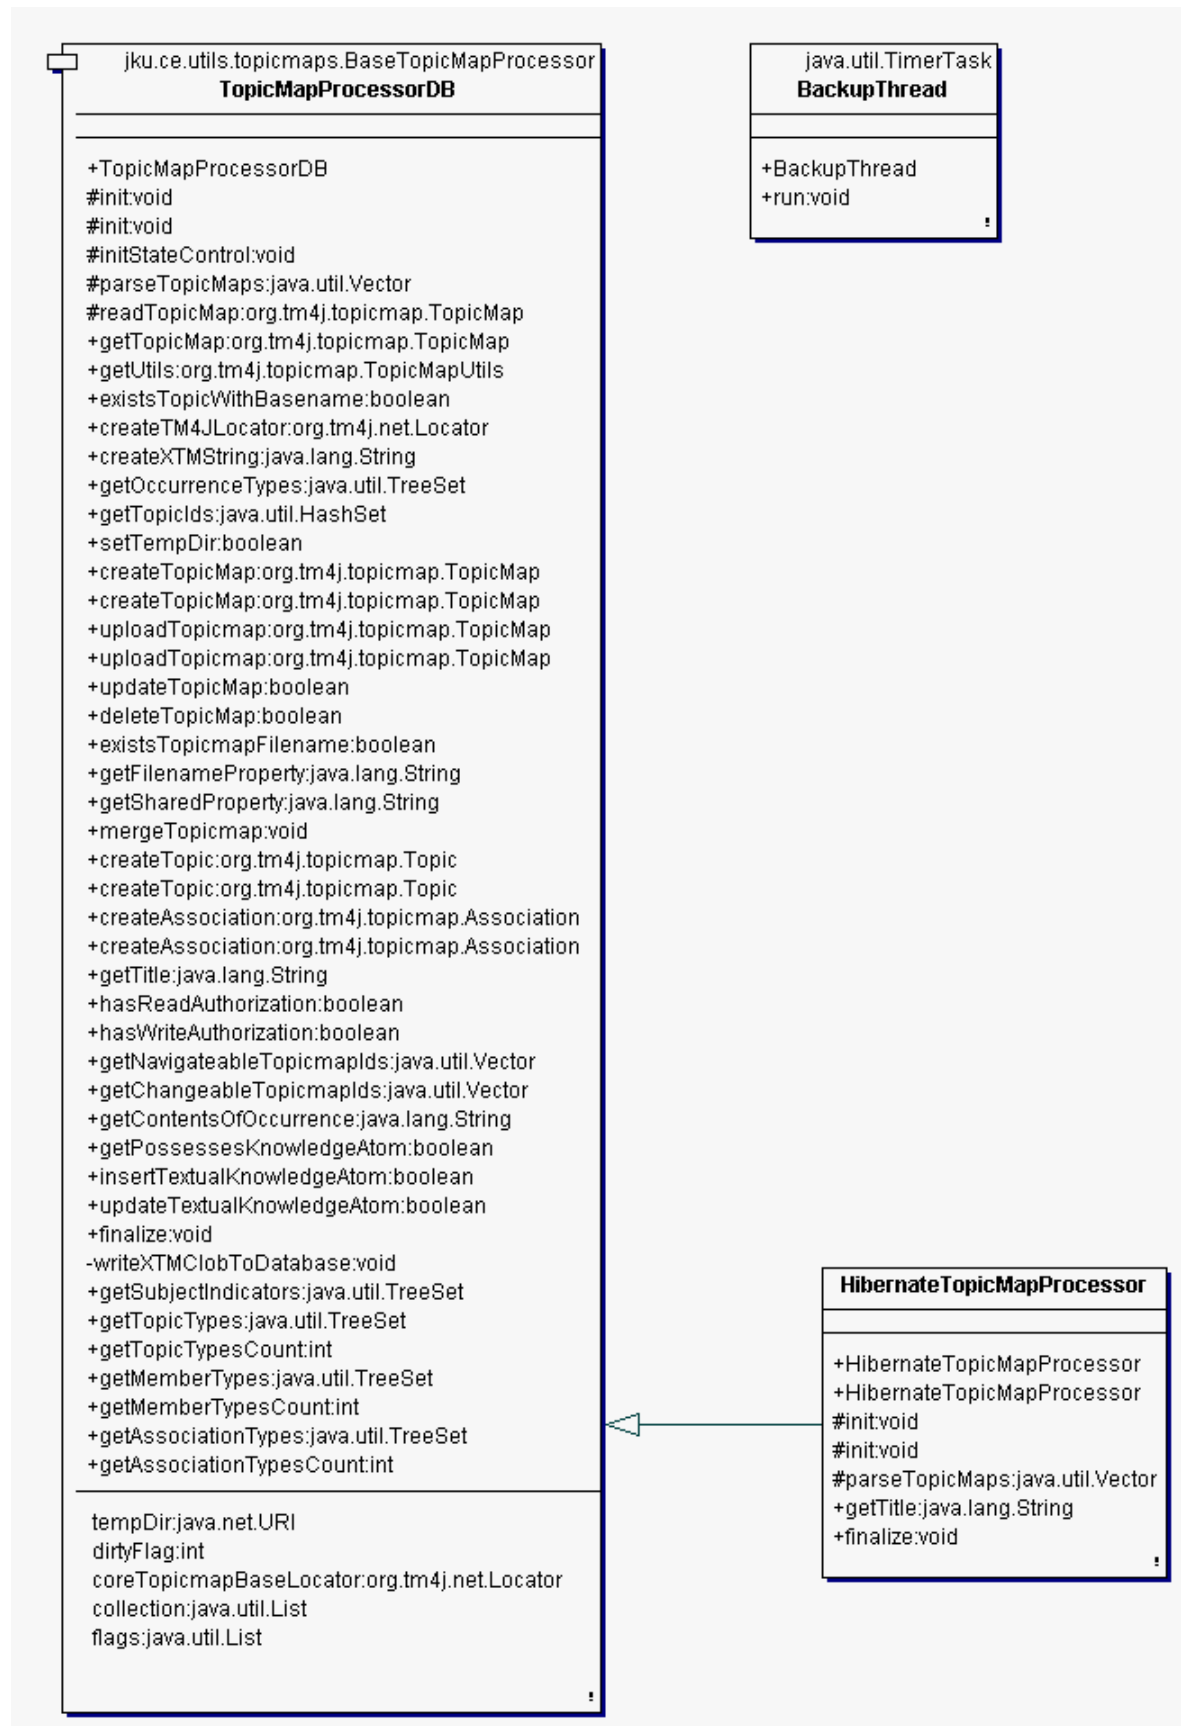 jku.ce.utils.topicmaps.BaseTopicMapProcessor
TopicMapProcessorDB
+TopicMapProcessorDB
#init:void
#init:void
#initStateControl:void
#parseTopicMaps:java.util.Vector
#readTopicMap:org.tm4j.topicmap.TopicMap
+getTopicMap:org.tm4j.topicmap.TopicMap
+getUtils:org.tm4j.topicmap.TopicMapUtils
+existsTopicWithBasename:boolean
+createTM4JLocator:org.tm4j.net.Locator
+createXTMString:java.lang.String
+getOccurrenceTypes:java.util.TreeSet
+getTopicIds:java.util.HashSet
+setTempDir:boolean
+createTopicMap:org.tm4j.topicmap.TopicMap
+createTopicMap:org.tm4j.topicmap.TopicMap
+uploadTopicmap:org.tm4j.topicmap.TopicMap
+uploadTopicmap:org.tm4j.topicmap.TopicMap
+updateTopicMap:boolean
+deleteTopicMap:boolean
+existsTopicmapFilename:boolean
+getFilenameProperty:java.lang.String
+getSharedProperty:java.lang.String
+mergeTopicmap:void
+createTopic:org.tm4j.topicmap.Topic
+createTopic:org.tm4j.topicmap.Topic
+createAssociation:org.tm4j.topicmap.Association
+createAssociation:org.tm4j.topicmap.Association
+getTitle:java.lang.String
+hasReadAuthorization:boolean
+hasWriteAuthorization:boolean
+getNavigateableTopicmapIds:java.util.Vector
+getChangeableTopicmapIds:java.util.Vector
+getContentsOfOccurrence:java.lang.String
+getPossessesKnowledgeAtom:boolean
+insertTextualKnowledgeAtom:boolean
+updateTextualKnowledgeAtom:boolean
+finalize:void
-writeXTMClobToDatabase:void
+getSubjectIndicators:java.util.TreeSet
+getTopicTypes:java.util.TreeSet
+getTopicTypesCount:int
+getMemberTypes:java.util.TreeSet
+getMemberTypesCount:int
+getAssociationTypes:java.util.TreeSet
+getAssociationTypesCount:int
tempDir:java.net.URI
dirtyFlag:int
coreTopicmapBaseLocator:org.tm4j.net.Locator
collection:java.util.List
flags:java.util.List
java.util.TimerTask
BackupThread
+BackupThread
+run:void
HibernateTopicMapProcessor
+HibernateTopicMapProcessor
+HibernateTopicMapProcessor
#init:void
#init:void
#parseTopicMaps:java.util.Vector
+getTitle:java.lang.String
+finalize:void